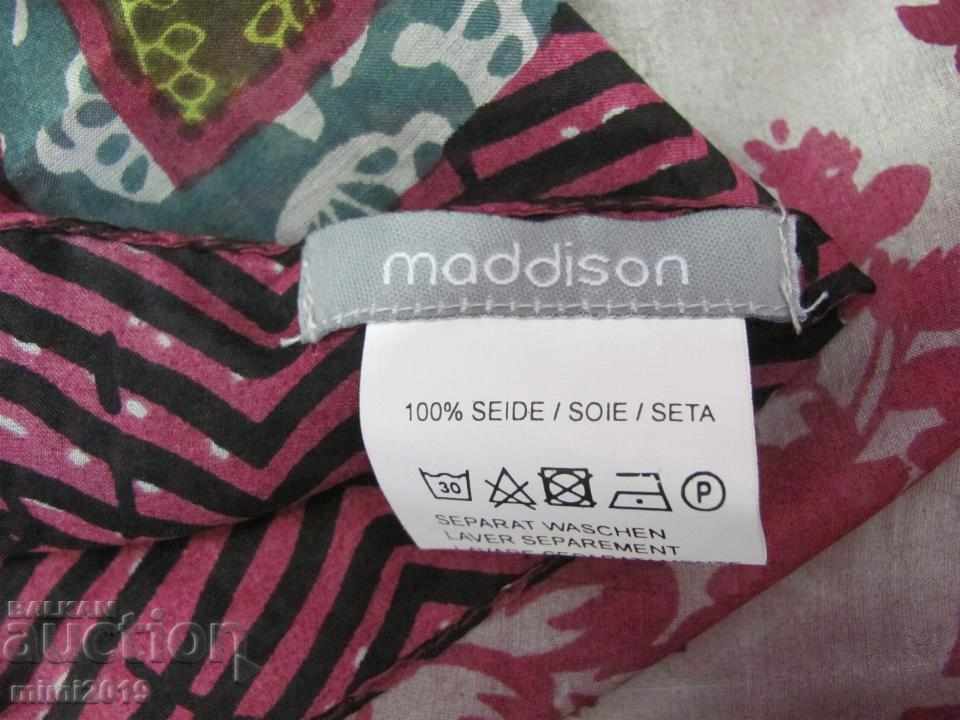 maddison
100% SEIDE / SOIE / SETA
30 P
SEPARAT WASCHEN
LAVER SEPAREMENT
BALKAN
auction
mimi2019